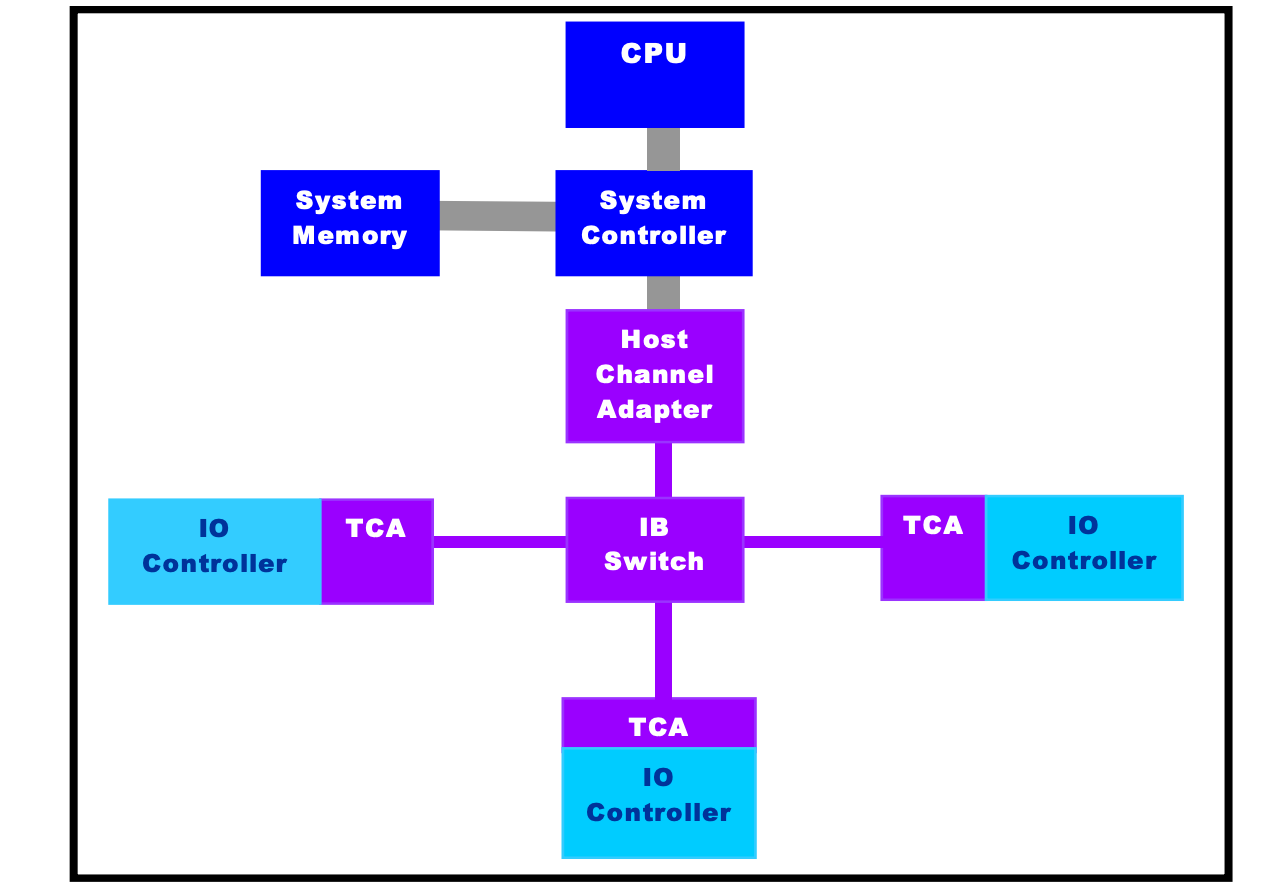 CPU
System
Memory
System
Controller
Host
Channel
Adapter
IO
Controller
TCA
IB
Switch
TCA
IO
Controller
TCA
IO
Controller